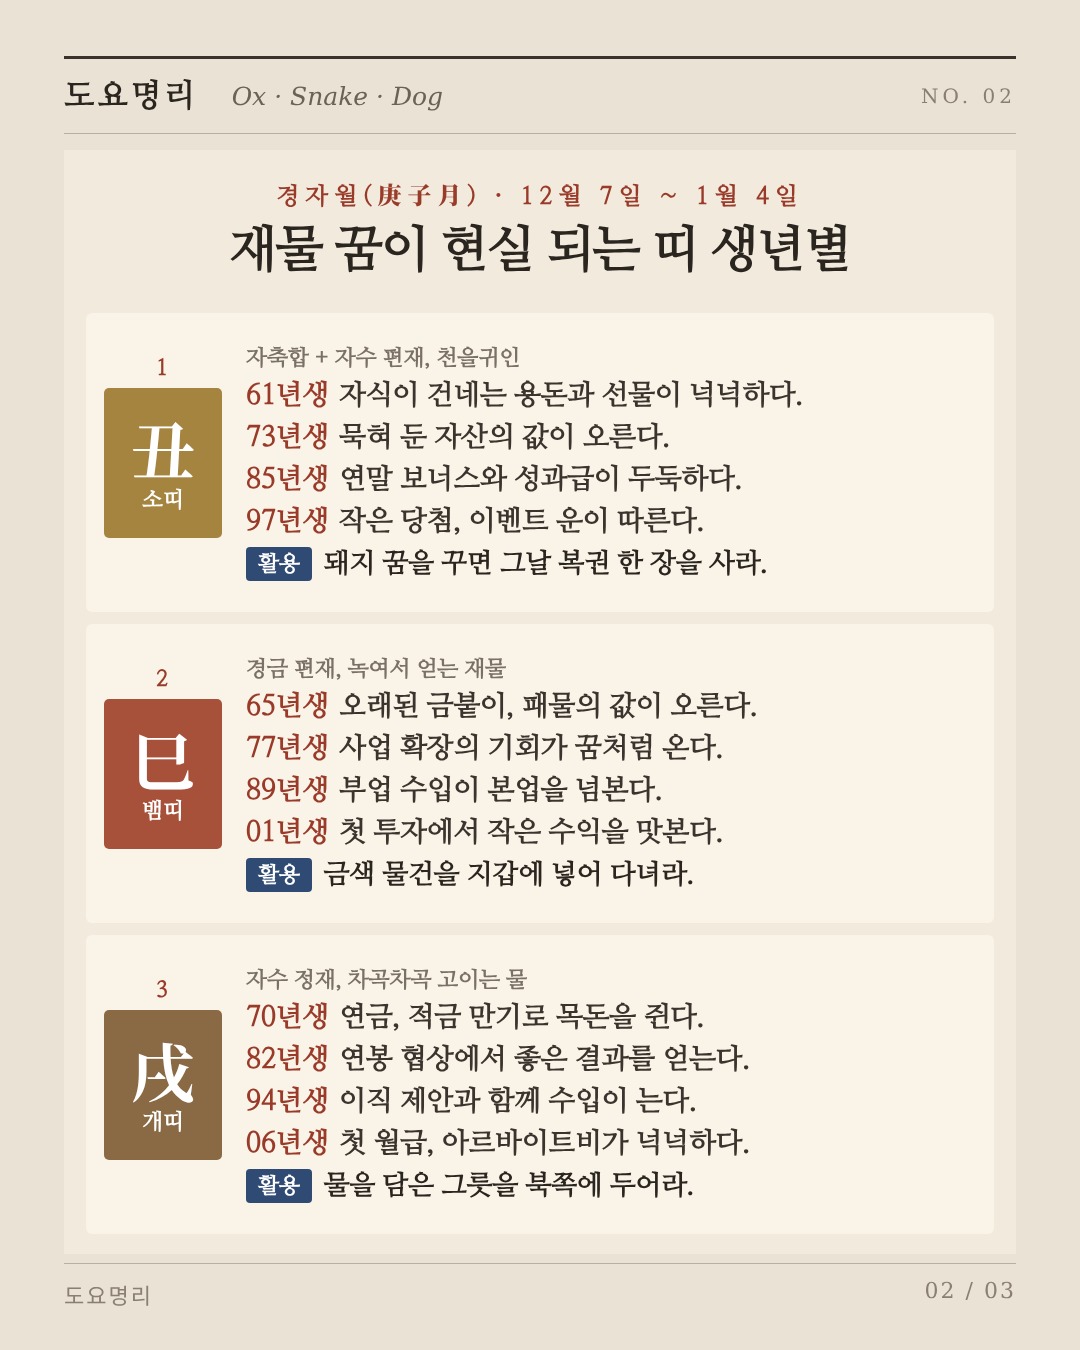 도요명리 Ox · Snake · Dog NO. 02
경자월(庚子月) · 12월 7일 ~ 1월 4일
재물 꿈이 현실 되는 띠 생년별
1
丑
소띠
자축합 + 자수 편재, 천을귀인
61년생 자식이 건네는 용돈과 선물이 넉넉하다.
73년생 묵혀 둔 자산의 값이 오른다.
85년생 연말 보너스와 성과급이 두둑하다.
97년생 작은 당첨, 이벤트 운이 따른다.
활용 돼지 꿈을 꾸면 그날 복권 한 장을 사라.
2
巳
뱀띠
경금 편재, 녹여서 얻는 재물
65년생 오래된 금붙이, 패물의 값이 오른다.
77년생 사업 확장의 기회가 꿈처럼 온다.
89년생 부업 수입이 본업을 넘본다.
01년생 첫 투자에서 작은 수익을 맛본다.
활용 금색 물건을 지갑에 넣어 다녀라.
3
戌
개띠
자수 정재, 차곡차곡 고이는 물
70년생 연금, 적금 만기로 목돈을 쥔다.
82년생 연봉 협상에서 좋은 결과를 얻는다.
94년생 이직 제안과 함께 수입이 는다.
06년생 첫 월급, 아르바이트비가 넉넉하다.
활용 물을 담은 그릇을 북쪽에 두어라.
도요명리 02 / 03